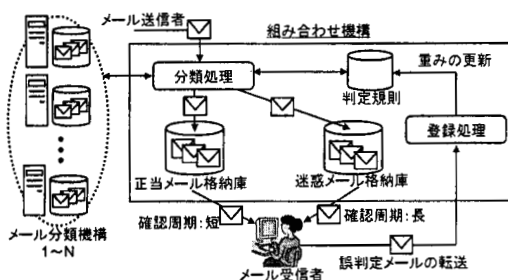 メール送信者
組み合わせ機構
分類処理
重みの更新
判定規則
登録処理
正当メール格納庫
迷惑メール格納庫
メール分類機構
1～N
確認周期:短
確認周期:長
誤判定メールの転送
メール受信者